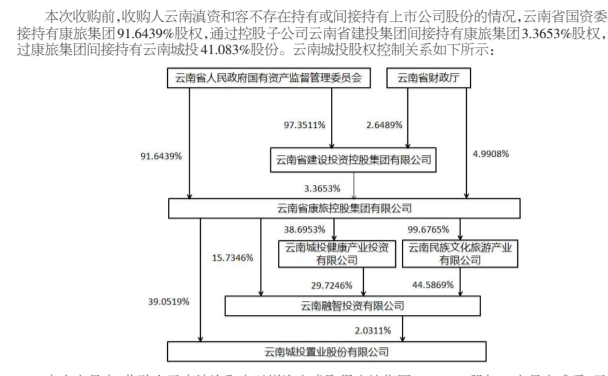 本次收购前,收购人云南滇资和容不存在持有或间接持有上市公司股份的情况,云南省国资委
接持有康旅集团91.6439%股权,通过控股子公司云南省建投集团间接持有康旅集团3.3653%股权,
过康旅集团间接持有云南城投41.083%股份。云南城投股权控制关系如下所示:
云南省人民政府国有资产监督管理委员会
云南省财政厅
97.3511%
2.6489%
91.6439%
4.9908%
云南省建设投资控股集团有限公司
3.3653%
云南省康旅控股集团有限公司
38.6953%
99.6765%
15.7346%
云南城投健康产业投资
有限公司
云南民族文化旅游产业
有限公司
29.7246%
44.5869%
39.0519%
云南融智投资有限公司
2.0311%
云南城投置业股份有限公司